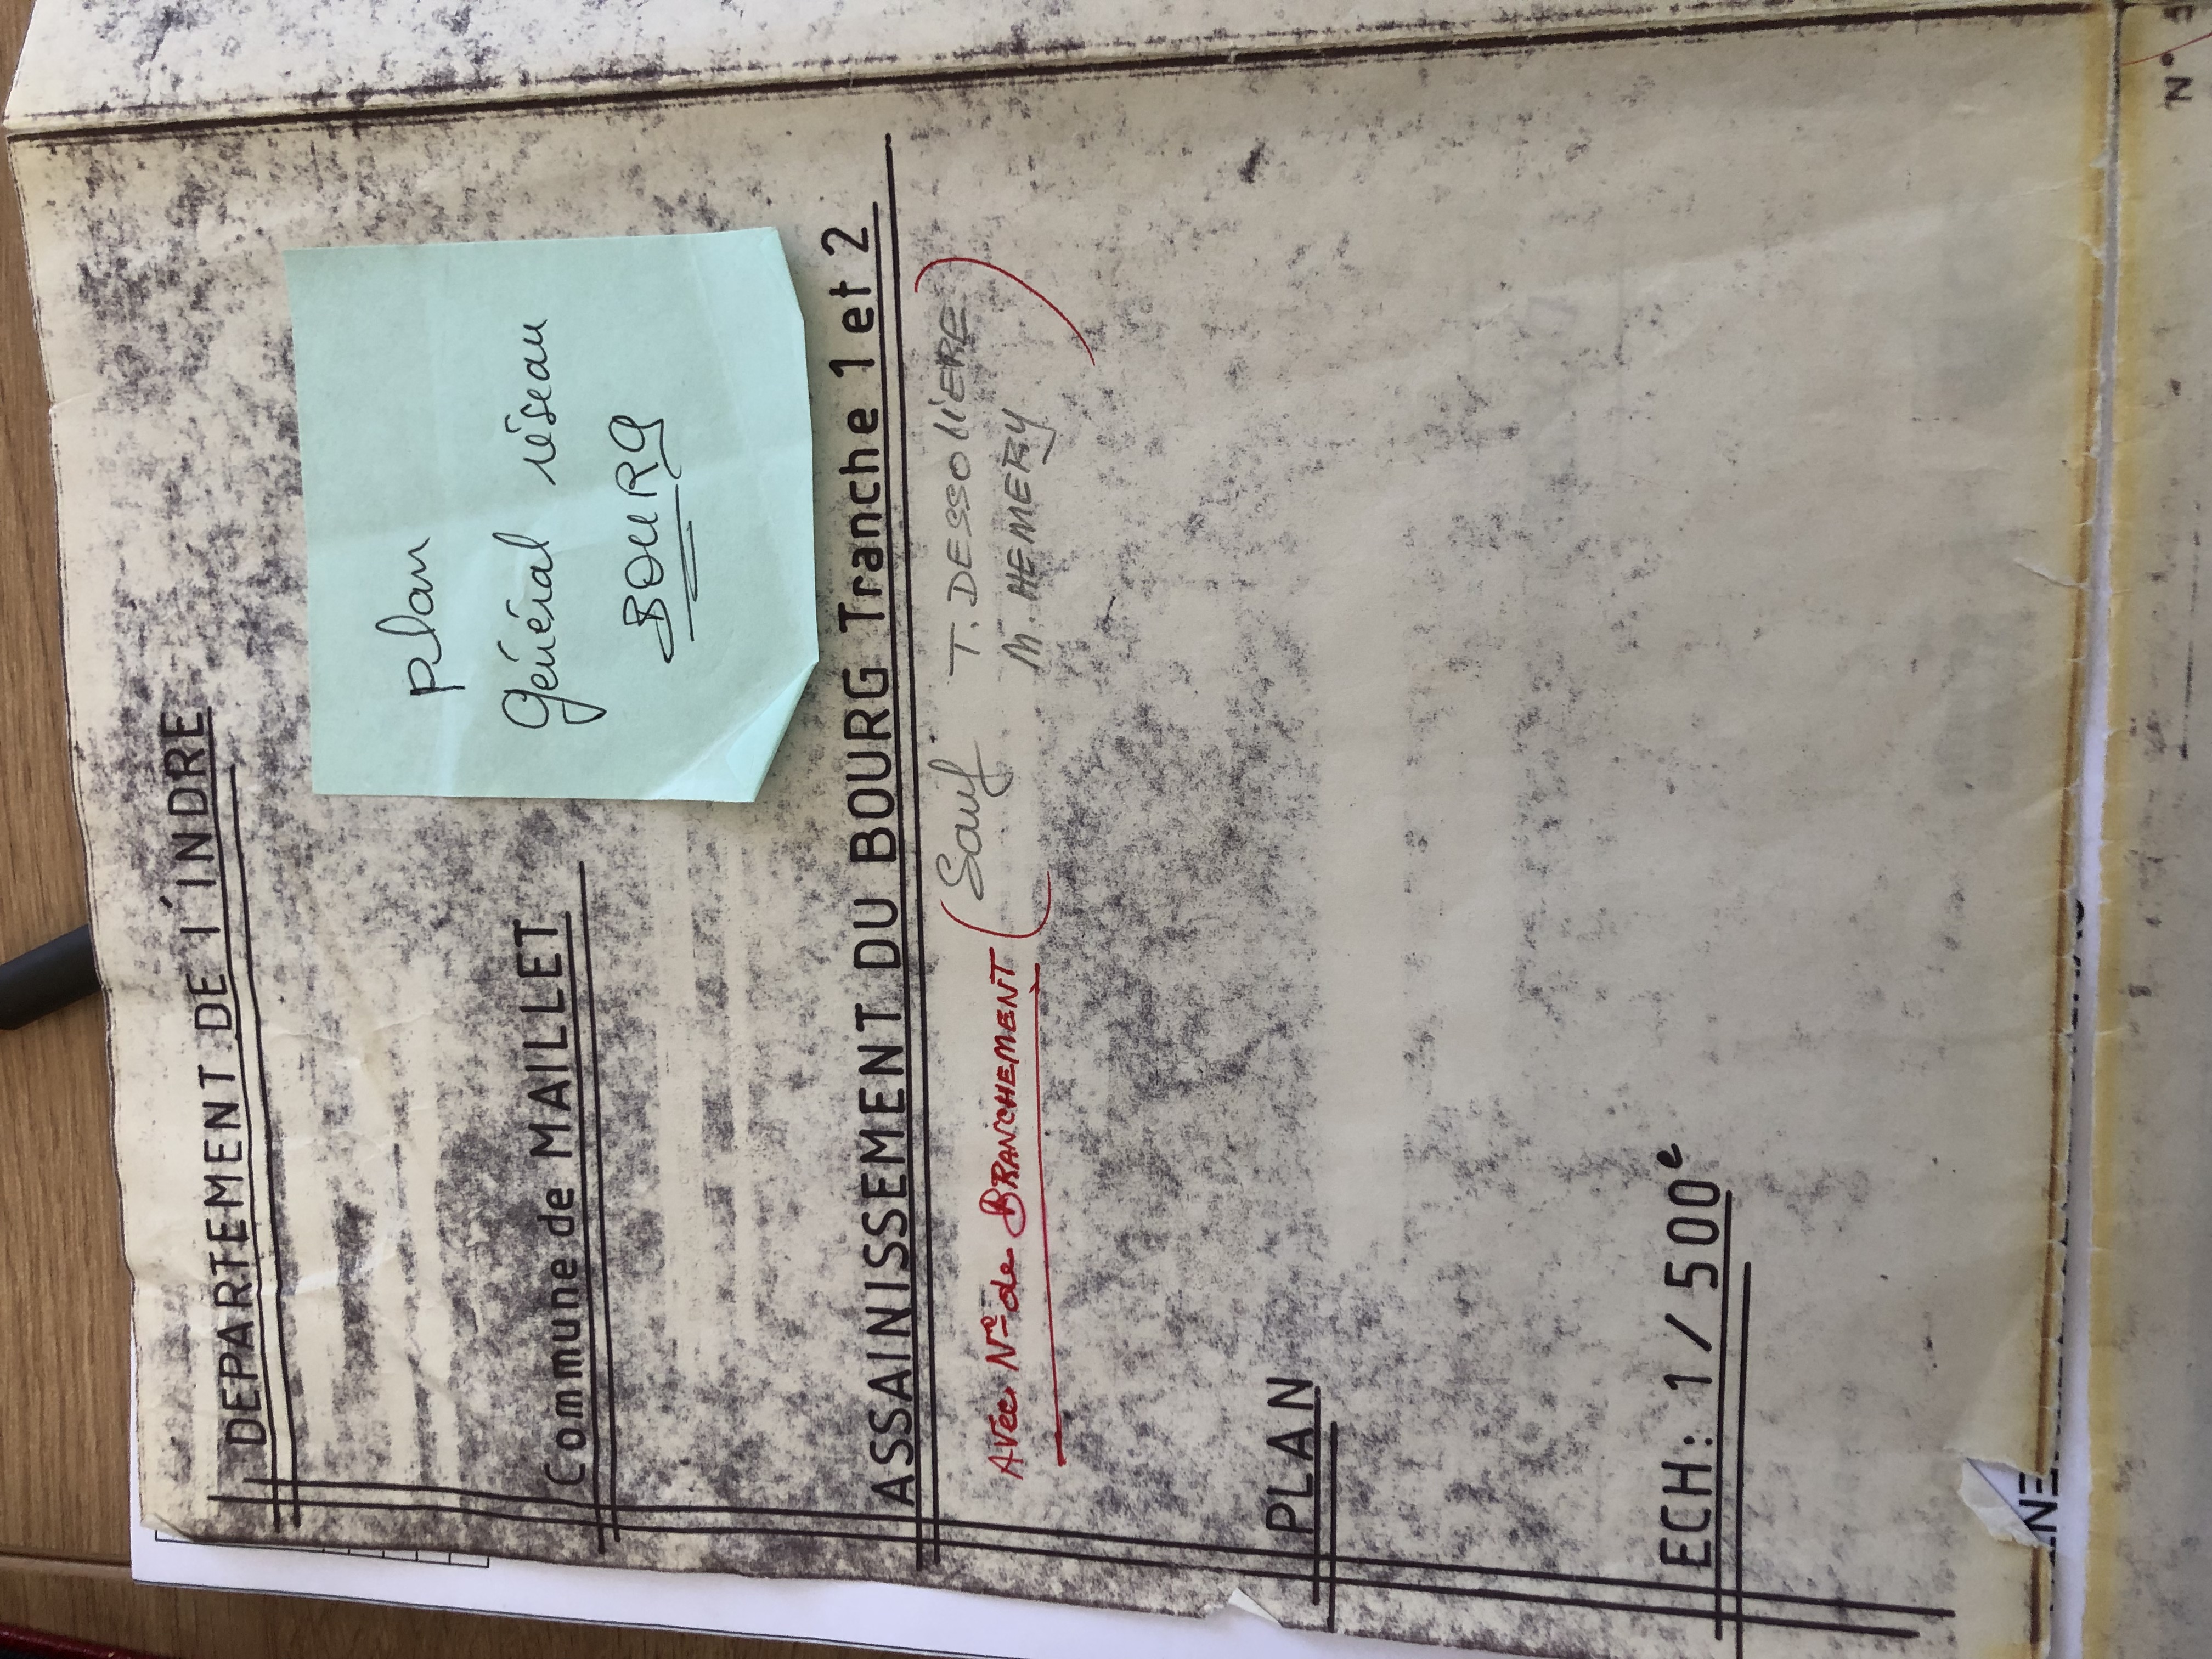 DEPARTEMENT DE l'INDRE
plan
Général réseau
BOURG
Commune de MAILLET
ASSAINISSEMENT DU BOURG Tranche 1 et 2
Avec N° de BRANCHEMENT (Sauf T. DESSOLIERE
M. HEMERY)
PLAN
ECH: 1/500e
N°